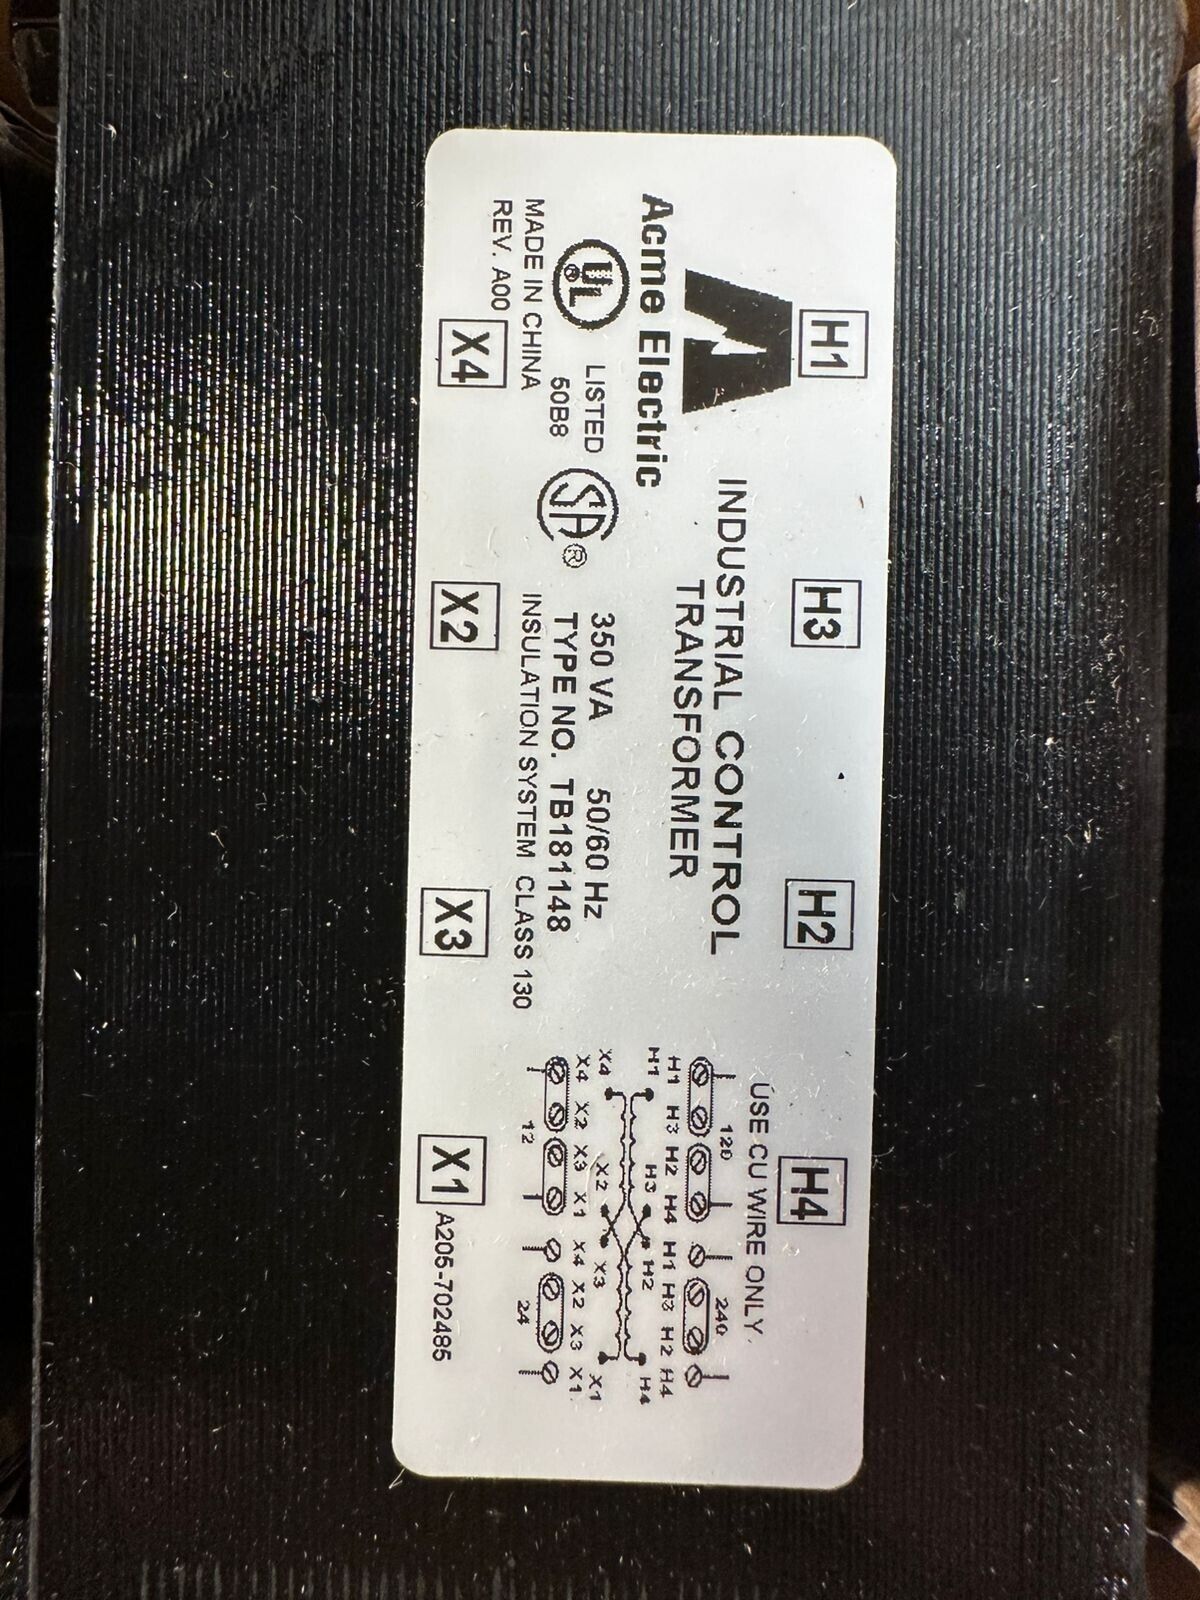 H1 H3 H2 H4
Acme Electric
INDUSTRIAL CONTROL
TRANSFORMER
USE CU WIRE ONLY.
120 240
H1 H3 H2 H4 H1 H3 H2 H4
H1 H3 H2 H4
X4 X2 X3 X1
X4 X2 X3 X1 X4 X2 X3 X1
12 24
UL
®
LISTED
50B8
SA
®
350 VA 50/60 Hz
TYPE NO. TB181148
INSULATION SYSTEM CLASS 130
MADE IN CHINA
REV. A00
X4 X2 X3 X1
A205-702485